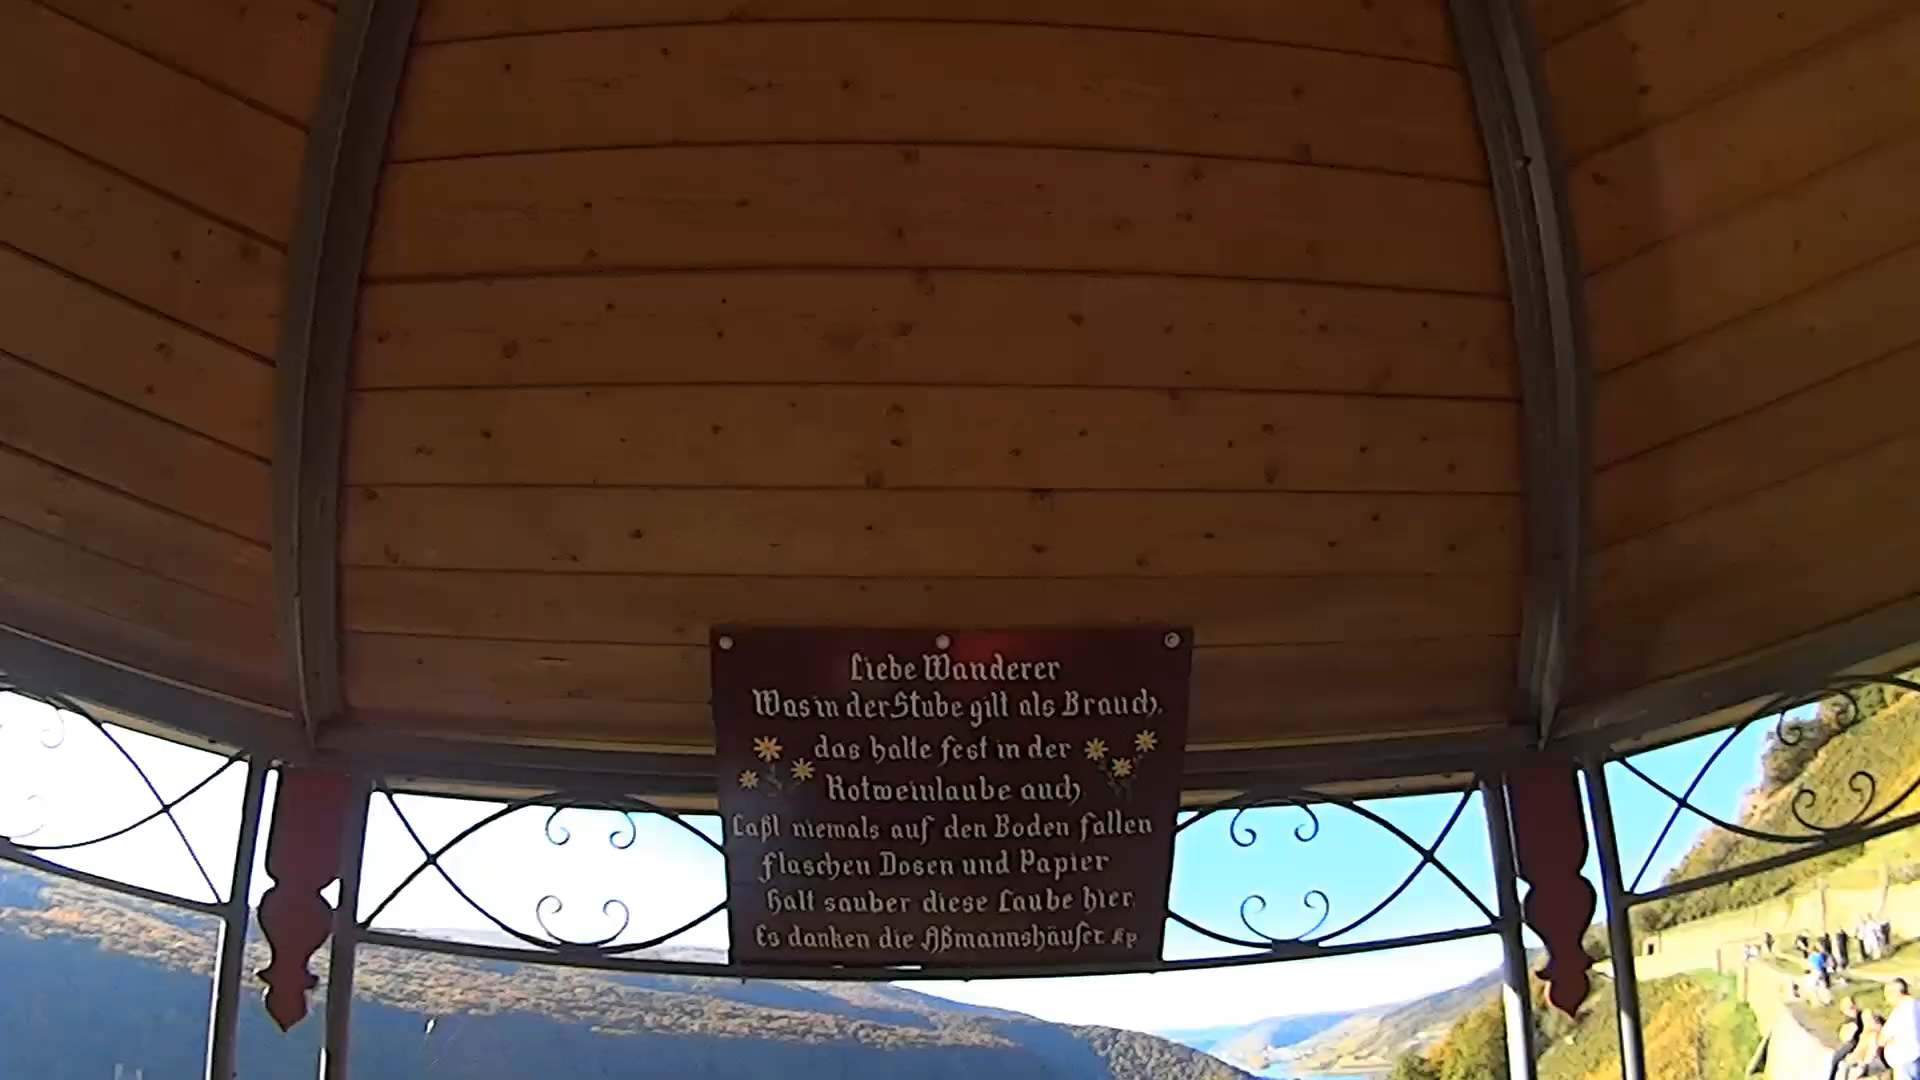 Liebe Wanderer
Was in der Stube gilt als Brauch,
das halte fest in der
Rotweinlaube auch
Laßt niemals auf den Boden fallen
Flaschen Dosen und Papier
Halt sauber diese Laube hier
Es danken die Aßmannshäuser